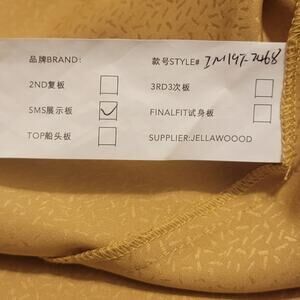 品牌BRAND: 款号STYLE# IM197-7468
2ND复板 3RD3次板
SMS展示板 FINALFIT试身板
TOP船头板 SUPPLIER:JELLAWOOOD